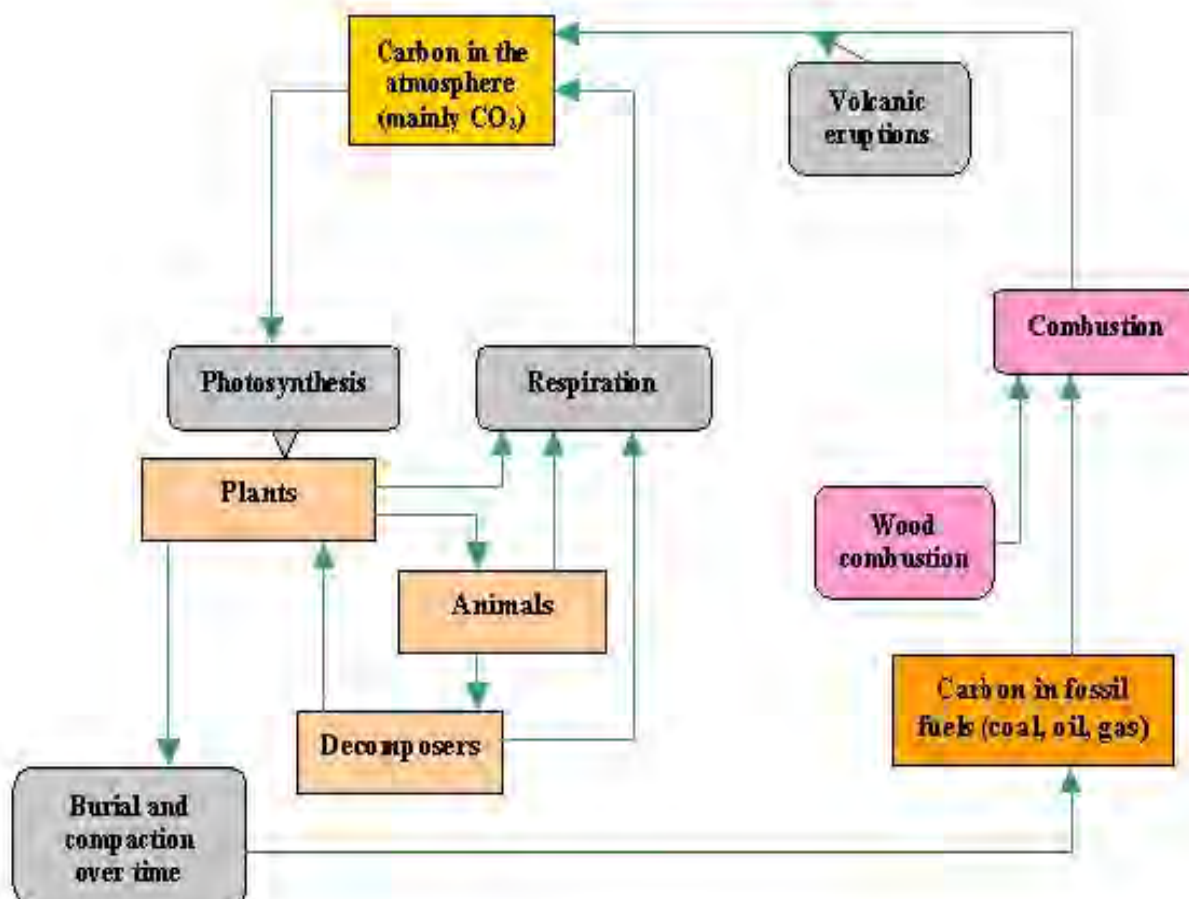 Carbon in the
atmosphere
(mainly CO₂)
Volcanic
eruptions
Combustion
Photosynthesis
Respiration
Plants
Wood
combustion
Animals
Carbon in fossil
fuels (coal, oil, gas)
Decomposers
Burial and
compaction
over time